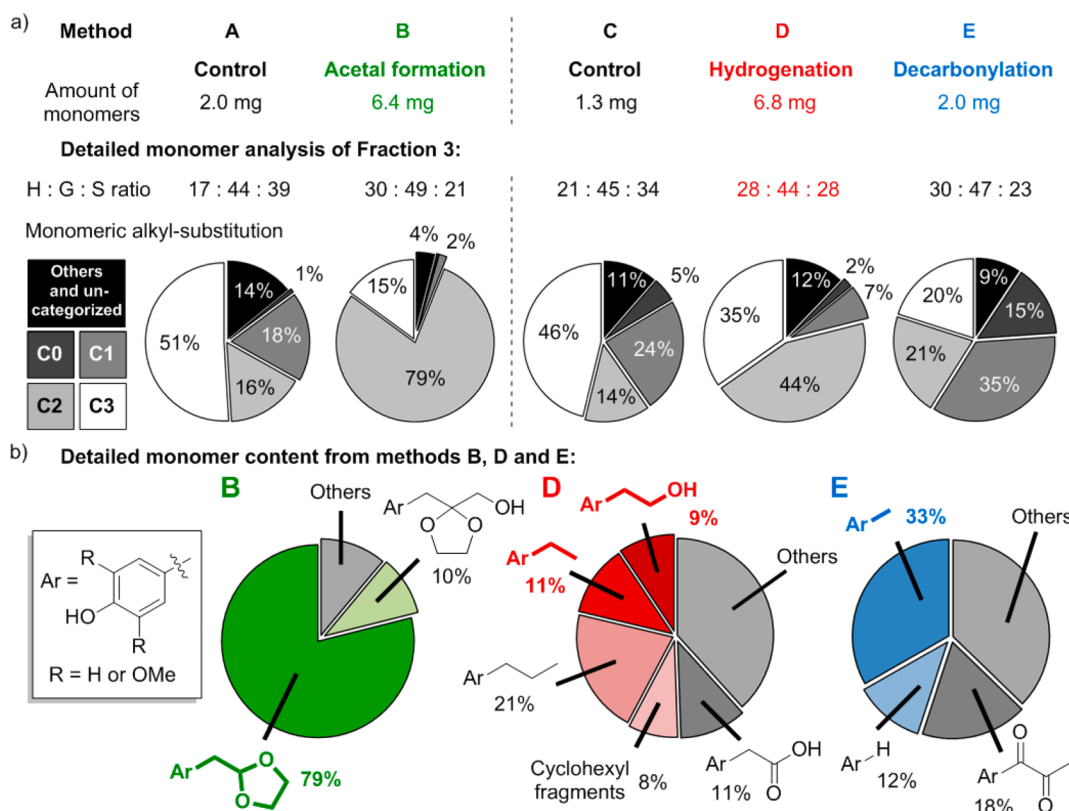 a) Method A B C D E
Control Acetal formation Control Hydrogenation Decarbonylation
Amount of
monomers
2.0 mg 6.4 mg 1.3 mg 6.8 mg 2.0 mg
Detailed monomer analysis of Fraction 3:
H : G : S ratio 17 : 44 : 39 30 : 49 : 21 21 : 45 : 34 28 : 44 : 28 30 : 47 : 23
Monomeric alkyl-substitution
Others
and un-
categorized
C0 C1
C2 C3
14% 1% 18% 16% 51%
4% 2% 79% 15%
11% 5% 24% 14% 46%
12% 2% 7% 44% 35%
9% 15% 35% 21% 20%
b) Detailed monomer content from methods B, D and E:
Ar =
R
HO
R
R = H or OMe
B
Others
Ar
OH
O O
10%
Ar
O
O
79%
D
Ar OH
9%
Ar
11%
Ar
21%
Cyclohexyl
fragments
8%
Ar
OH
O
11%
Others
E
Ar
33%
Others
Ar H
12%
O
Ar
O
18%